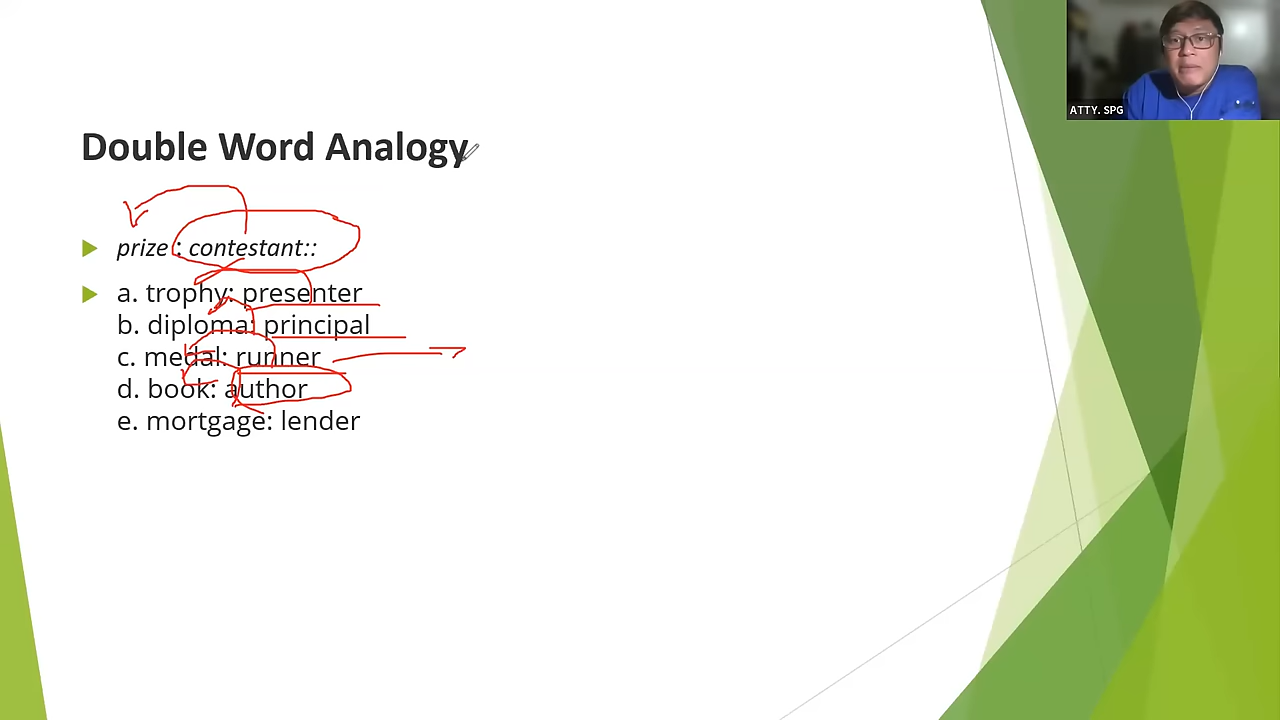 ATTY. SPG
Double Word Analogy
prize : contestant::
a. trophy: presenter
b. diploma: principal
c. medal: runner
d. book: author
e. mortgage: lender